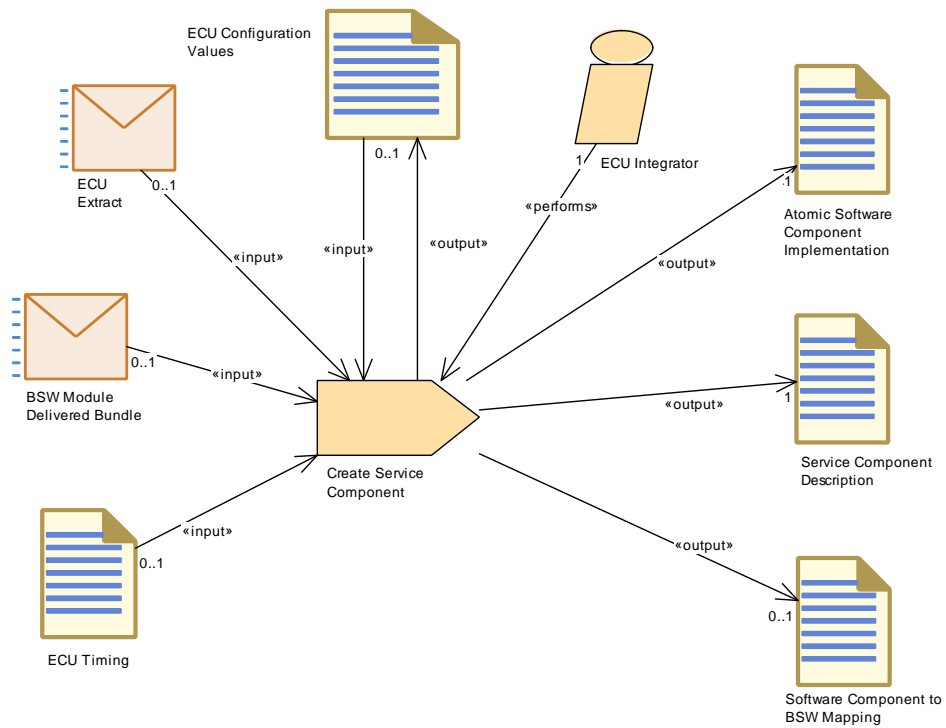 ECU Configuration
Values
0..1
ECU
Extract
0..1
1
ECU Integrator
«performs»
1
Atomic Software
Component
Implementation
«input»
«input»
«output»
«output»
BSW Module
Delivered Bundle
0..1
«input»
Create Service
Component
«output»
1
Service Component
Description
«input»
0..1
ECU Timing
«output»
0..1
Software Component to
BSW Mapping